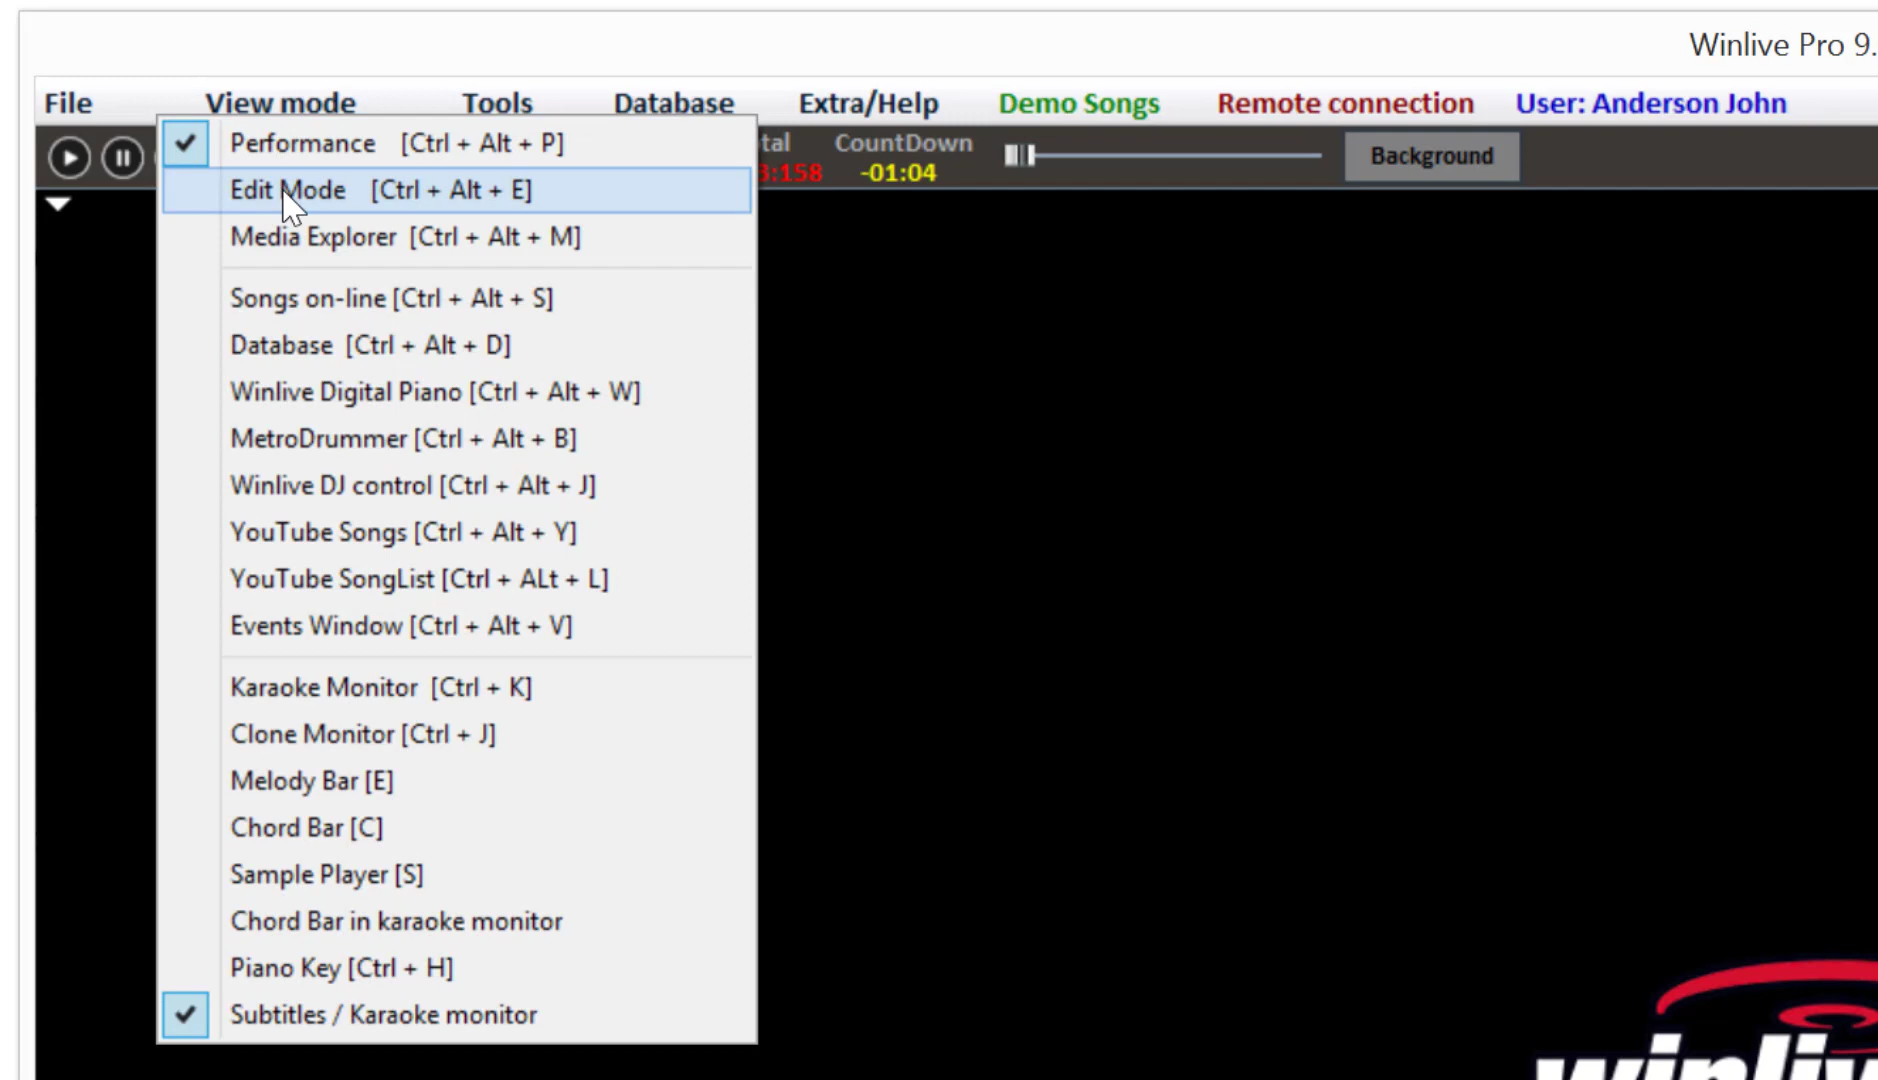 Winlive Pro 9.
File View mode Tools Database Extra/Help Demo Songs Remote connection User: Anderson John
tal CountDown Background
3:158 -01:04
Performance [Ctrl + Alt + P]
Edit Mode [Ctrl + Alt + E]
Media Explorer [Ctrl + Alt + M]
Songs on-line [Ctrl + Alt + S]
Database [Ctrl + Alt + D]
Winlive Digital Piano [Ctrl + Alt + W]
MetroDrummer [Ctrl + Alt + B]
Winlive DJ control [Ctrl + Alt + J]
YouTube Songs [Ctrl + Alt + Y]
YouTube SongList [Ctrl + ALt + L]
Events Window [Ctrl + Alt + V]
Karaoke Monitor [Ctrl + K]
Clone Monitor [Ctrl + J]
Melody Bar [E]
Chord Bar [C]
Sample Player [S]
Chord Bar in karaoke monitor
Piano Key [Ctrl + H]
Subtitles / Karaoke monitor
winliv